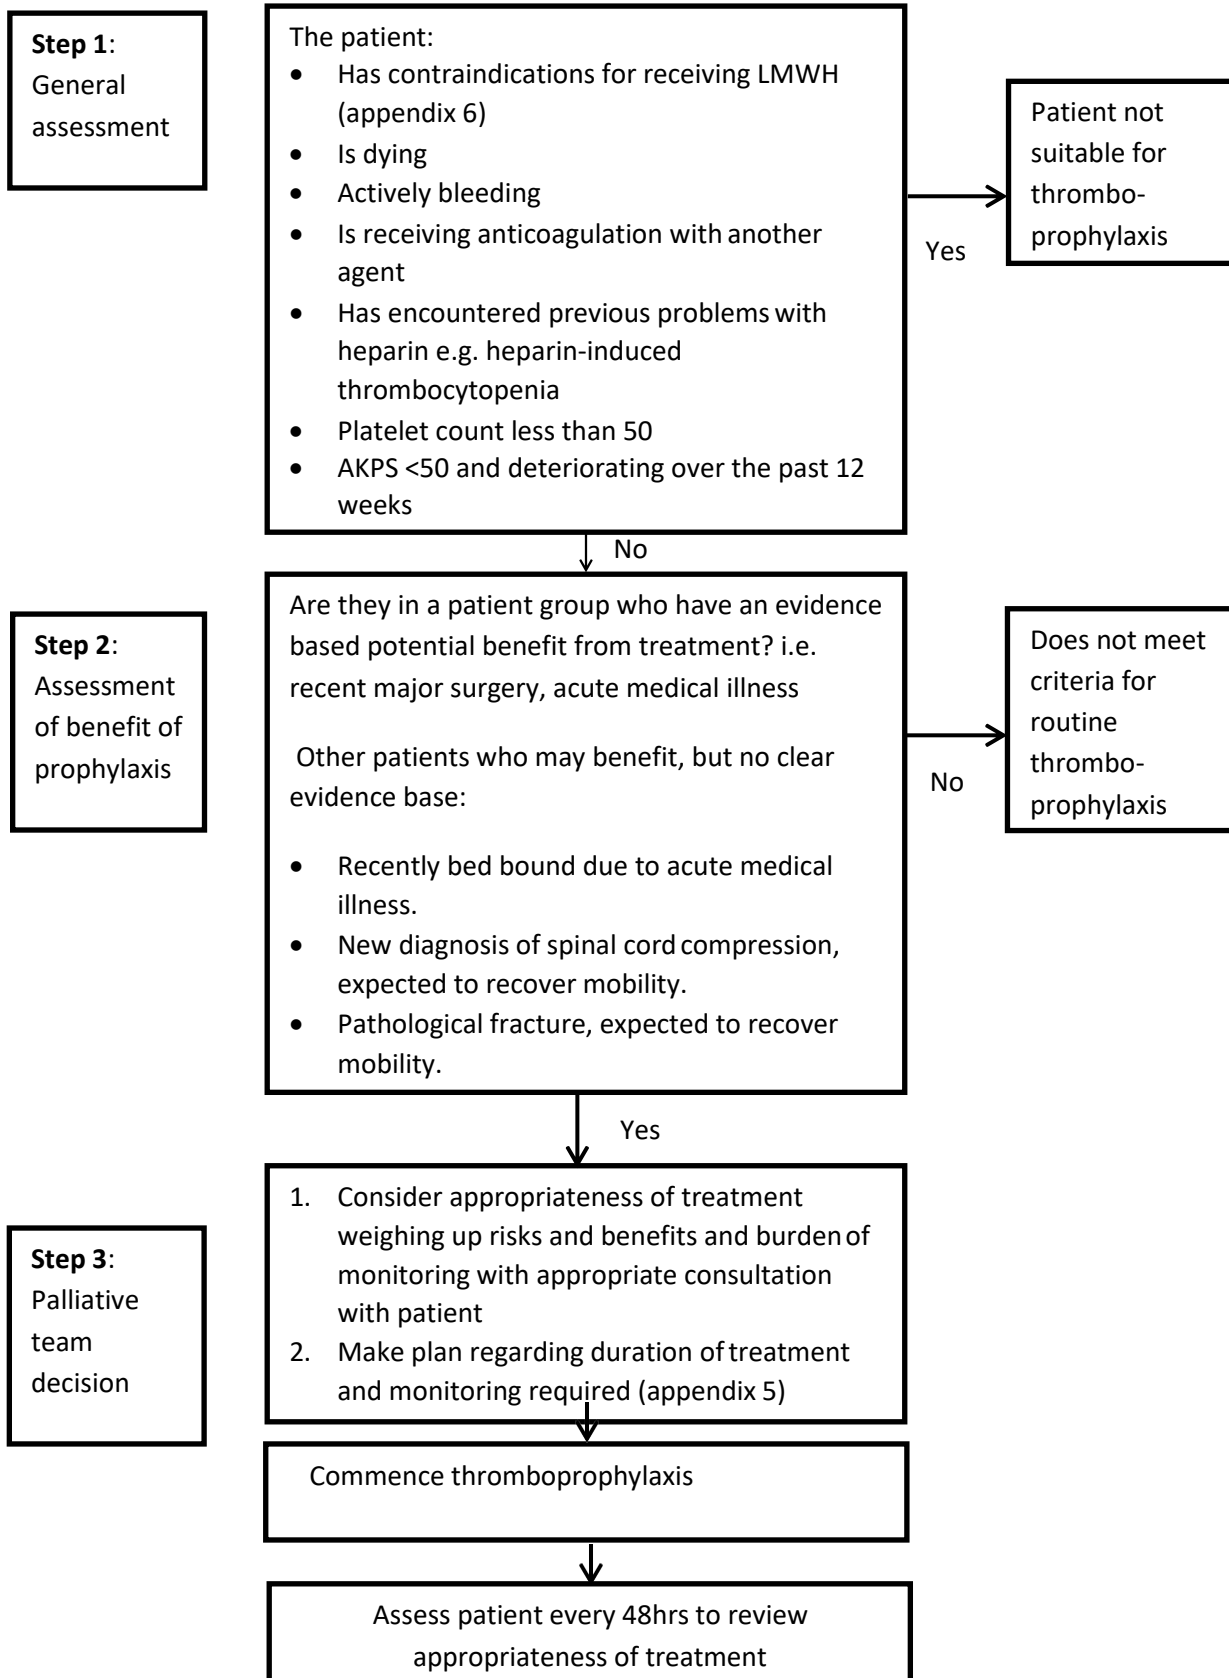 Step 1:
General
assessment
The patient:
• Has contraindications for receiving LMWH
(appendix 6)
• Is dying
• Actively bleeding
• Is receiving anticoagulation with another
agent
• Has encountered previous problems with
heparin e.g. heparin-induced
thrombocytopenia
• Platelet count less than 50
• AKPS <50 and deteriorating over the past 12
weeks
Yes
Patient not
suitable for
thrombo-
prophylaxis
No
Step 2:
Assessment
of benefit of
prophylaxis
Are they in a patient group who have an evidence
based potential benefit from treatment? i.e.
recent major surgery, acute medical illness
Other patients who may benefit, but no clear
evidence base:
• Recently bed bound due to acute medical
illness.
• New diagnosis of spinal cord compression,
expected to recover mobility.
• Pathological fracture, expected to recover
mobility.
No
Does not meet
criteria for
routine
thrombo-
prophylaxis
Yes
Step 3:
Palliative
team
decision
1. Consider appropriateness of treatment
weighing up risks and benefits and burden of
monitoring with appropriate consultation
with patient
2. Make plan regarding duration of treatment
and monitoring required (appendix 5)
Commence thromboprophylaxis
Assess patient every 48hrs to review
appropriateness of treatment